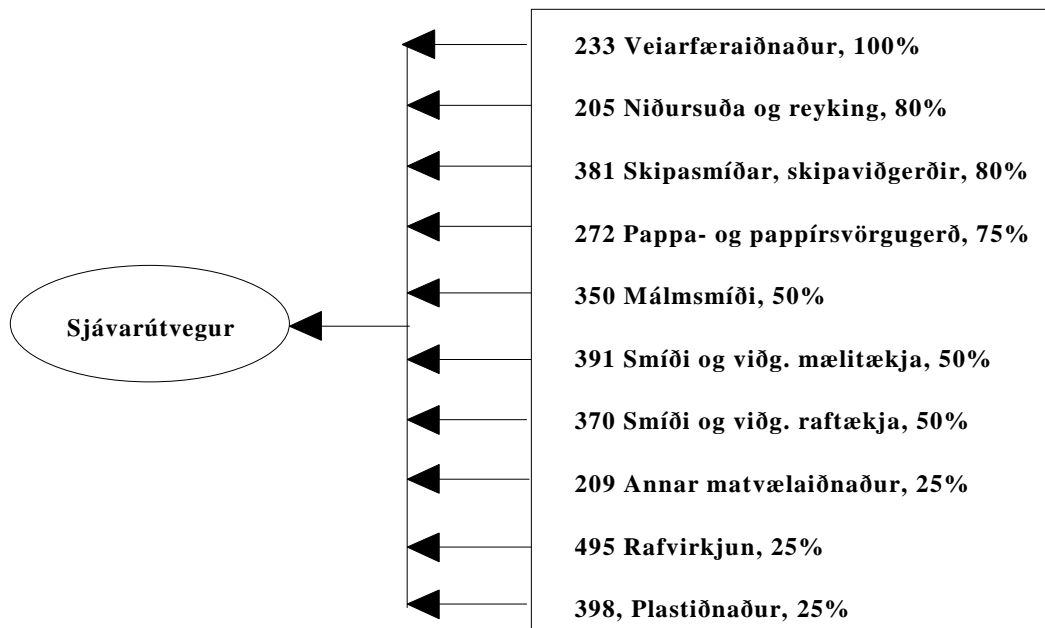 233 Veiarfæraiðnaður, 100%
205 Niðursuða og reyking, 80%
381 Skipasmíðar, skipaviðgerðir, 80%
272 Pappa- og pappírsvörgugerð, 75%
350 Málmsmíði, 50%
Sjávarútvegur
391 Smíði og viðg. mælitækja, 50%
370 Smíði og viðg. raftækja, 50%
209 Annar matvælaiðnaður, 25%
495 Rafvirkjun, 25%
398, Plastiðnaður, 25%